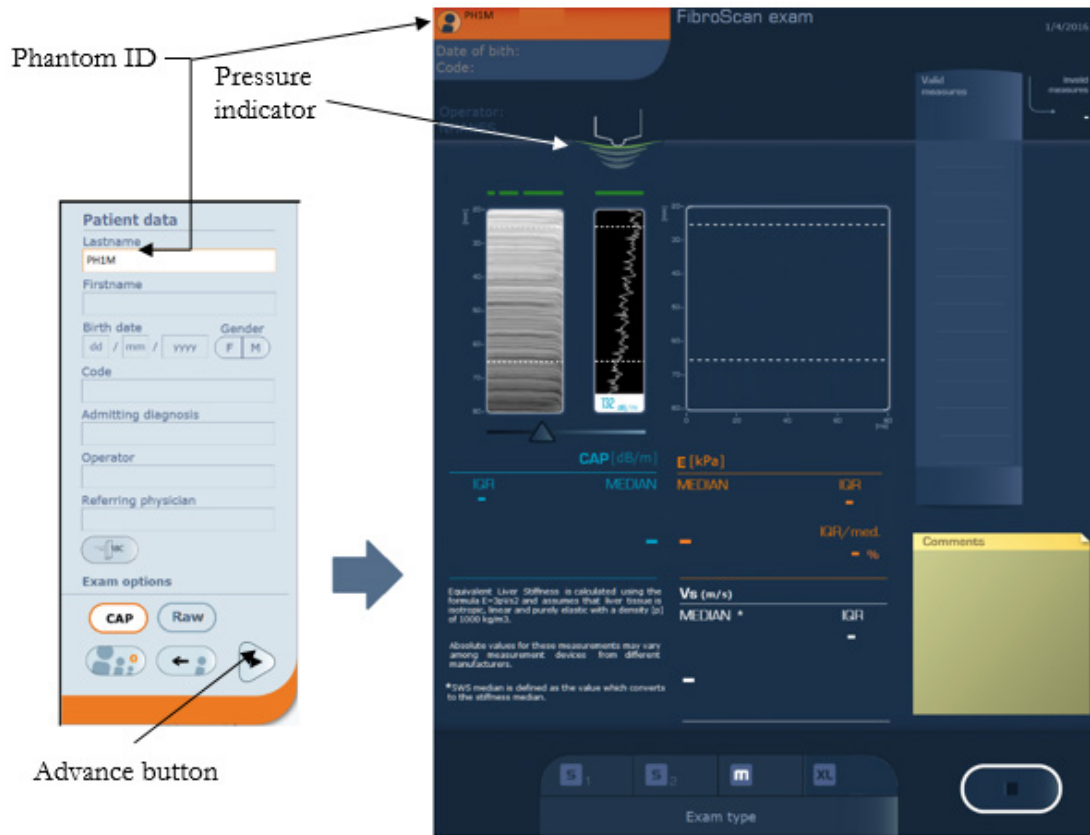 Phantom ID
Pressure
indicator
Patient data
Lastname
PH1M
Firstname
Birth date
Gender
dd / mm / yyyy
F M
Code
Admitting diagnosis
Operator
Referring physician
Exam options
CAP
Raw
Advance button
PH1M
FibroScan exam
1/4/2016
Date of bith:
Code:
Operator:
Valid
measures
Invalid
measures
-
CAP [dB/m]
IQR
MEDIAN
-
-
E [kPa]
MEDIAN
IQR
-
IQR/med.
-
- %
Equivalent Liver Stiffness is calculated using the
formula E=3pVs2 and assumes that liver tissue is
isotropic, linear and purely elastic with a density [p]
of 1000 kg/m3.
Absolute values for these measurements may vary
among measurement devices from different
manufacturers.
*SWS median is defined as the value which converts
to the stiffness median.
Vs (m/s)
MEDIAN *
IQR
-
-
Comments
S 1
S 2
m
XL
Exam type